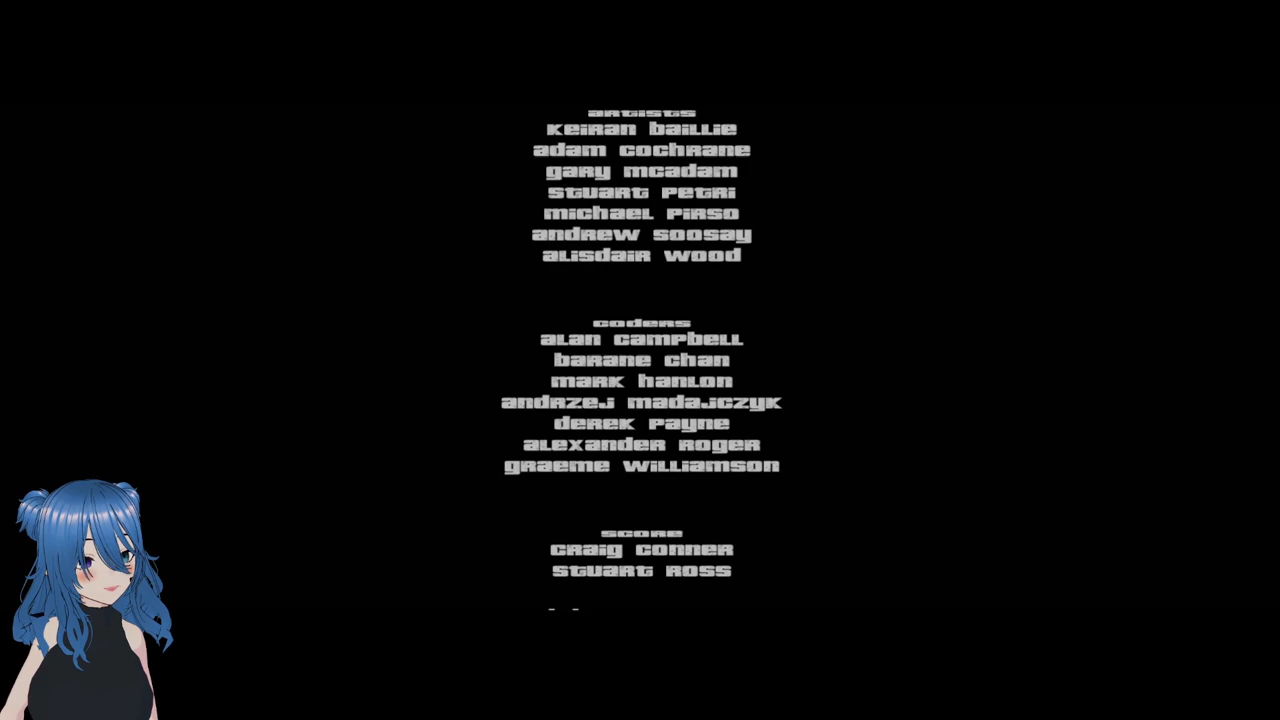 artists
keiran baillie
adam cochrane
gary mcadam
stuart petri
michael pirso
andrew soosay
alisdair wood
coders
alan campbell
barane chan
mark hanlon
andrzej madajczyk
derek payne
alexander roger
graeme williamson
score
craig conner
stuart ross